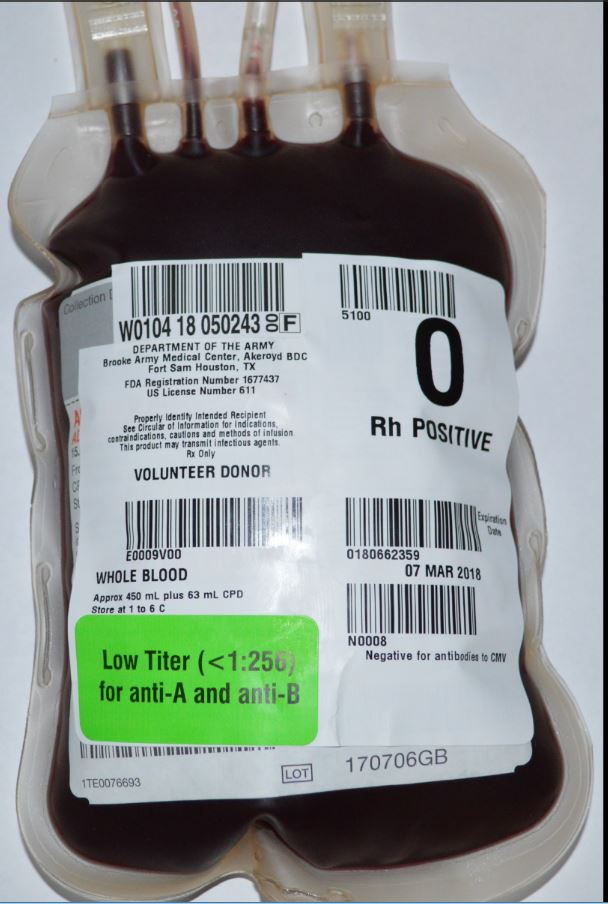 Collection D
W0104 18 050243 00 F
DEPARTMENT OF THE ARMY
Brooke Army Medical Center, Akeroyd BDC
Fort Sam Houston, TX
FDA Registration Number 1677437
US License Number 611
Properly Identify Intended Recipient
See Circular of Information for indications,
contraindications, cautions and methods of infusion
This product may transmit infectious agents.
Rx Only
VOLUNTEER DONOR
E0009V00
WHOLE BLOOD
Approx 450 mL plus 63 mL CPD
Store at 1 to 6 C
Low Titer (<1:256)
for anti-A and anti-B
5100
O
Rh POSITIVE
Expiration
Date
0180662359
07 MAR 2018
N0008
Negative for antibodies to CMV
1TE0076693
LOT 170706GB